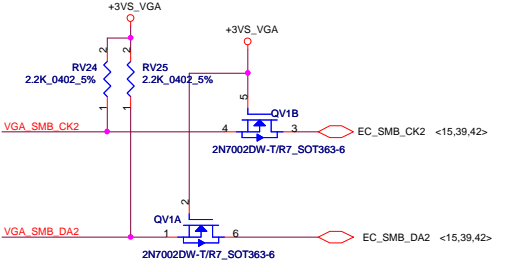 +3VS_VGA
+3VS_VGA
2 2
RV24 RV25
2.2K_0402_5% 2.2K_0402_5%
1 1
5
QV1B
VGA_SMB_CK2 4 3 EC_SMB_CK2 <15,39,42>
2N7002DW-T/R7_SOT363-6
2
QV1A
VGA_SMB_DA2 1 6 EC_SMB_DA2 <15,39,42>
2N7002DW-T/R7_SOT363-6